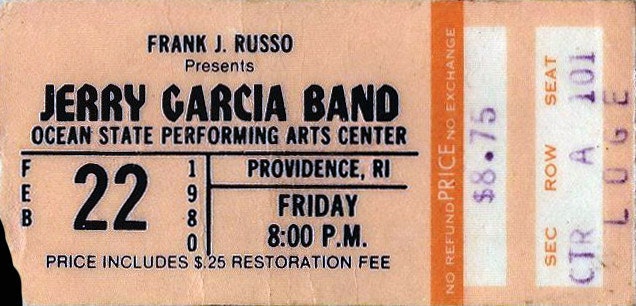 FRANK J. RUSSO
Presents
JERRY GARCIA BAND
OCEAN STATE PERFORMING ARTS CENTER
FEB
22
1980
PROVIDENCE, RI
FRIDAY
8:00 P.M.
PRICE INCLUDES $.25 RESTORATION FEE
NO REFUND PRICE NO EXCHANGE
$8.75
SEC ROW SEAT
CTR A 101
LOGE